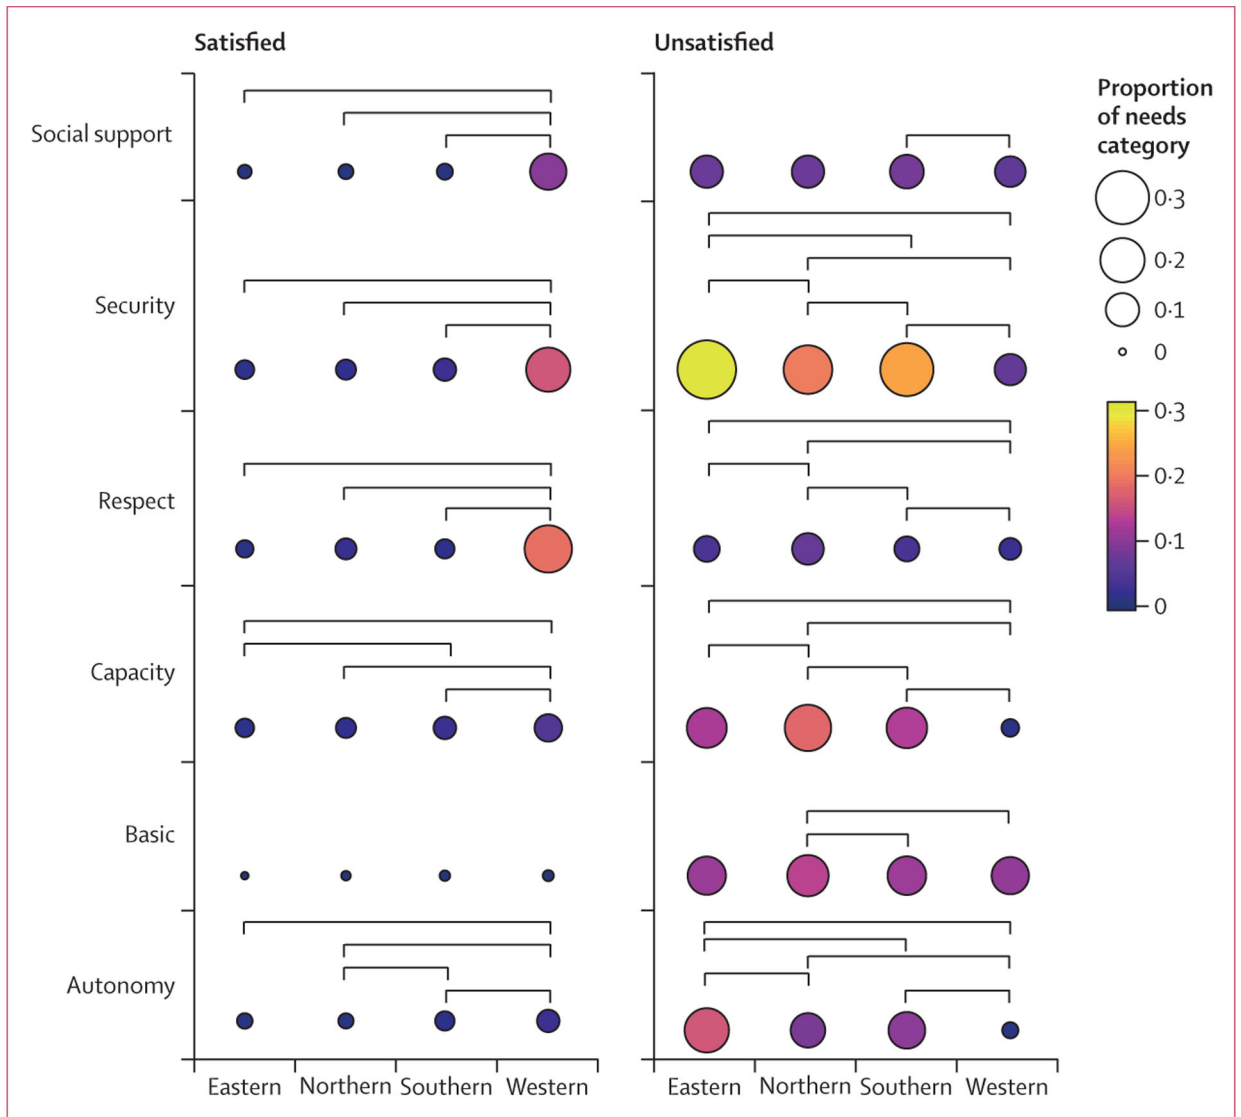 Satisfied
Unsatisfied
Proportion
of needs
category
0·3
0·2
0·1
0
0·3
0·2
0·1
0
Social support
Security
Respect
Capacity
Basic
Autonomy
Eastern Northern Southern Western
Eastern Northern Southern Western